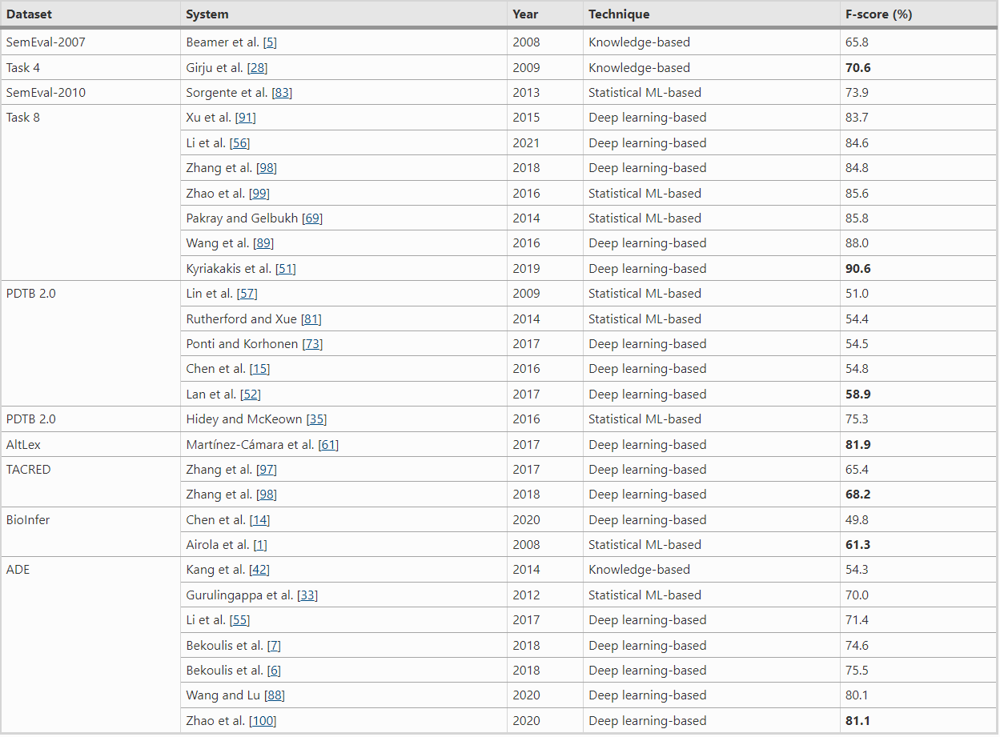 Dataset System Year Technique F-score (%)
SemEval-2007 Beamer et al. [5] 2008 Knowledge-based 65.8
Task 4 Girju et al. [28] 2009 Knowledge-based 70.6
SemEval-2010 Sorgente et al. [83] 2013 Statistical ML-based 73.9
Task 8 Xu et al. [91] 2015 Deep learning-based 83.7
Li et al. [56] 2021 Deep learning-based 84.6
Zhang et al. [98] 2018 Deep learning-based 84.8
Zhao et al. [99] 2016 Statistical ML-based 85.6
Pakray and Gelbukh [69] 2014 Statistical ML-based 85.8
Wang et al. [89] 2016 Deep learning-based 88.0
Kyriakakis et al. [51] 2019 Deep learning-based 90.6
PDTB 2.0 Lin et al. [57] 2009 Statistical ML-based 51.0
Rutherford and Xue [81] 2014 Statistical ML-based 54.4
Ponti and Korhonen [73] 2017 Deep learning-based 54.5
Chen et al. [15] 2016 Deep learning-based 54.8
Lan et al. [52] 2017 Deep learning-based 58.9
PDTB 2.0 Hidey and McKeown [35] 2016 Statistical ML-based 75.3
AltLex Martínez-Cámara et al. [61] 2017 Deep learning-based 81.9
TACRED Zhang et al. [97] 2017 Deep learning-based 65.4
Zhang et al. [98] 2018 Deep learning-based 68.2
BioInfer Chen et al. [14] 2020 Deep learning-based 49.8
Airola et al. [1] 2008 Statistical ML-based 61.3
ADE Kang et al. [42] 2014 Knowledge-based 54.3
Gurulingappa et al. [33] 2012 Statistical ML-based 70.0
Li et al. [55] 2017 Deep learning-based 71.4
Bekoulis et al. [7] 2018 Deep learning-based 74.6
Bekoulis et al. [6] 2018 Deep learning-based 75.5
Wang and Lu [88] 2020 Deep learning-based 80.1
Zhao et al. [100] 2020 Deep learning-based 81.1